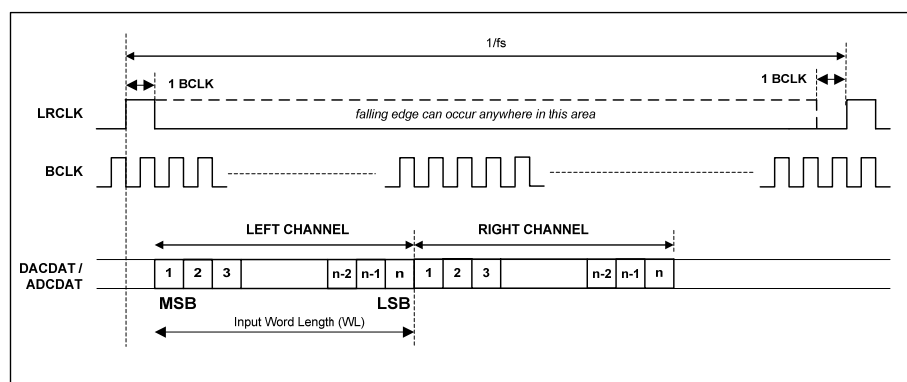 1/fs
1 BCLK
1 BCLK
LRCLK
falling edge can occur anywhere in this area
BCLK
LEFT CHANNEL
RIGHT CHANNEL
DACDAT /
ADCDAT
1 2 3 n-2 n-1 n 1 2 3 n-2 n-1 n
MSB
LSB
Input Word Length (WL)